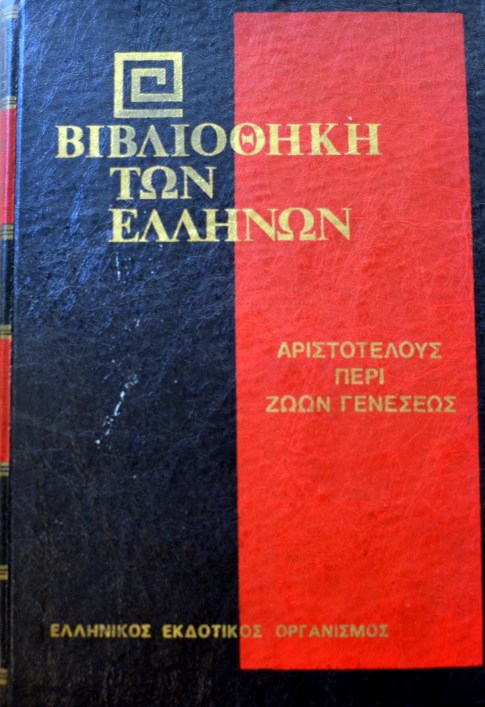 ΒΙΒΛΙΟΘΗΚΗ
ΤΩΝ
ΕΛΛΗΝΩΝ
ΑΡΙΣΤΟΤΕΛΟΥΣ
ΠΕΡΙ
ΖΩΩΝ ΓΕΝΕΣΕΩΣ
ΕΛΛΗΝΙΚΟΣ ΕΚΔΟΤΙΚΟΣ ΟΡΓΑΝΙΣΜΟΣ